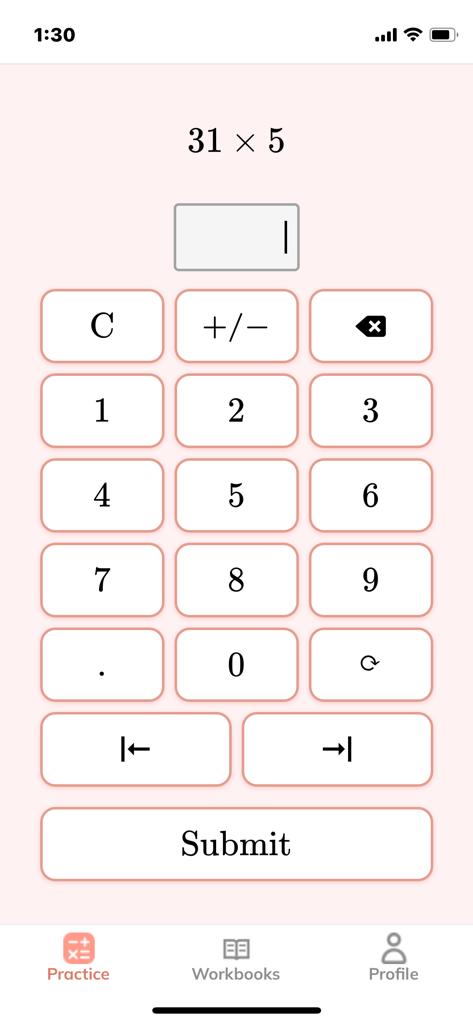 1:30
31 × 5
C +/−
1 2 3
4 5 6
7 8 9
. 0 ⟳
|← →|
Submit
Practice Workbooks Profile